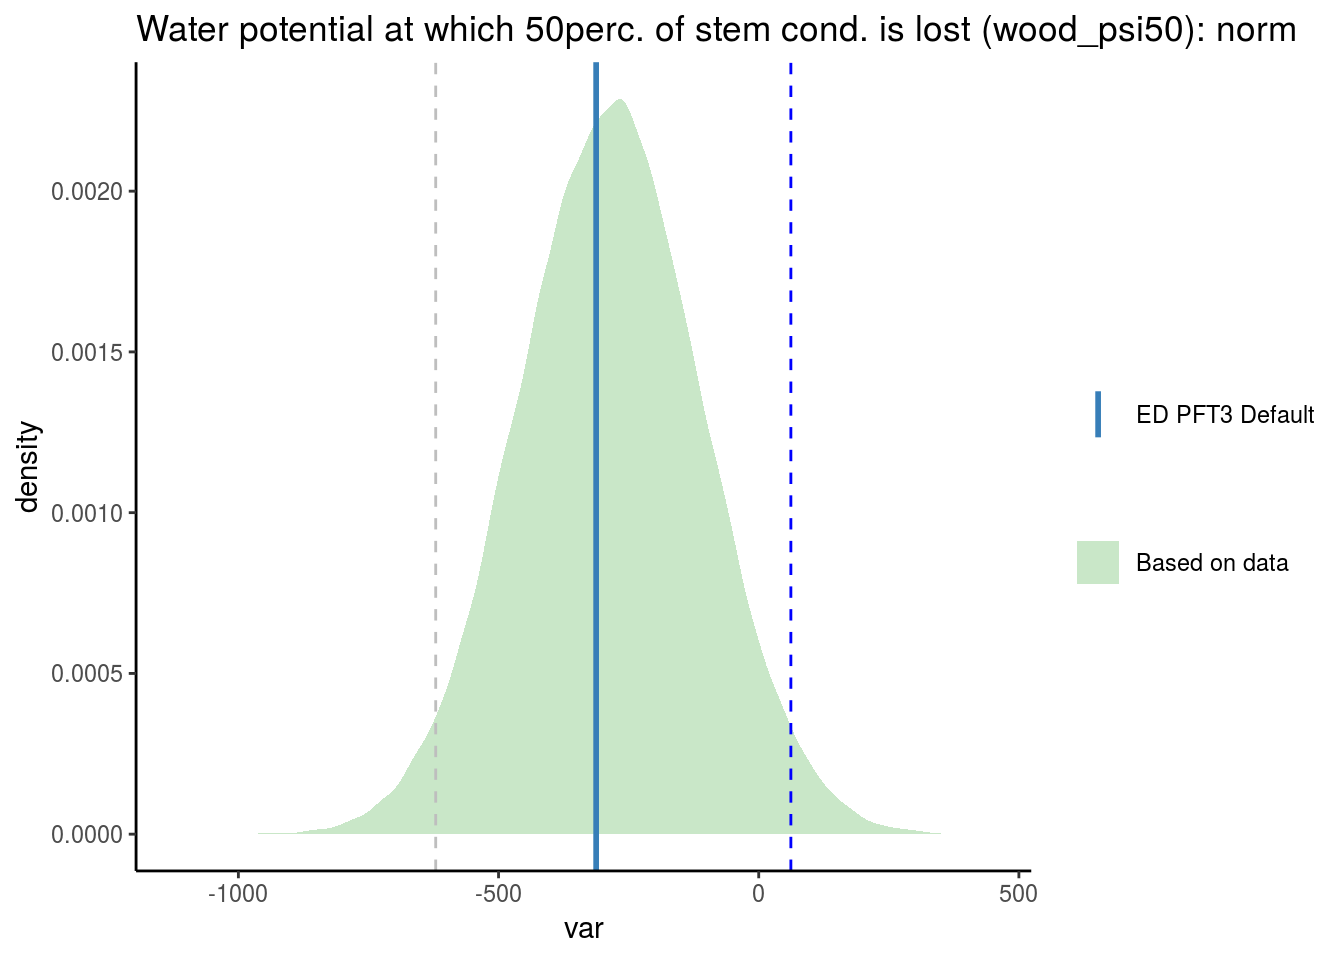 Water potential at which 50perc. of stem cond. is lost (wood_psi50): norm
density
0.0020
0.0015
0.0010
0.0005
0.0000
-1000
-500
0
500
var
ED PFT3 Default
Based on data